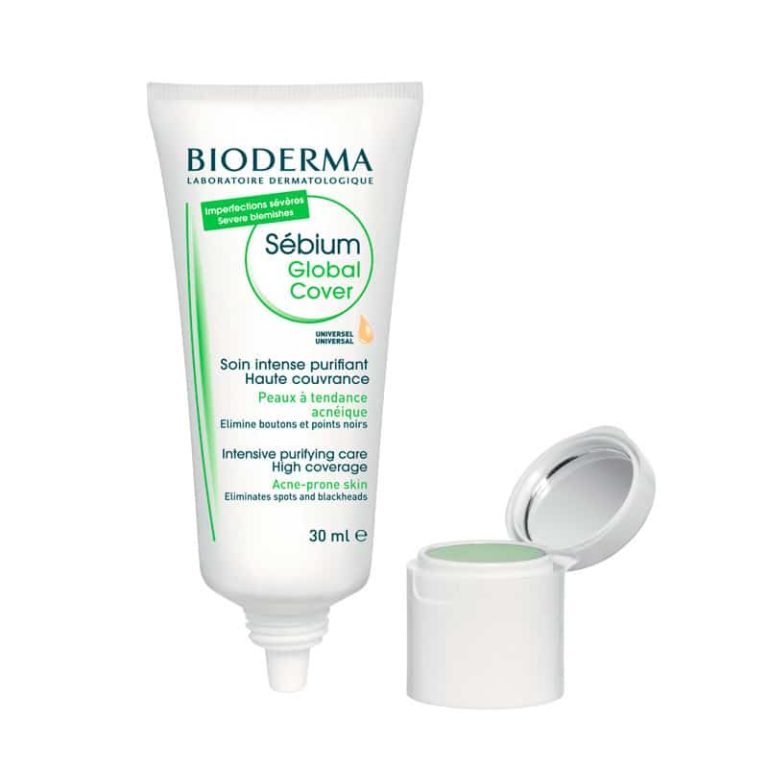 BIODERMA
LABORATOIRE DERMATOLOGIQUE
Imperfections sévères
Severe blemishes
Sébium
Global
Cover
UNIVERSEL
UNIVERSAL
Soin intense purifiant
Haute couvrance
Peaux à tendance
acnéique
Elimine boutons et points noirs
Intensive purifying care
High coverage
Acne-prone skin
Eliminates spots and blackheads
30 ml ℮